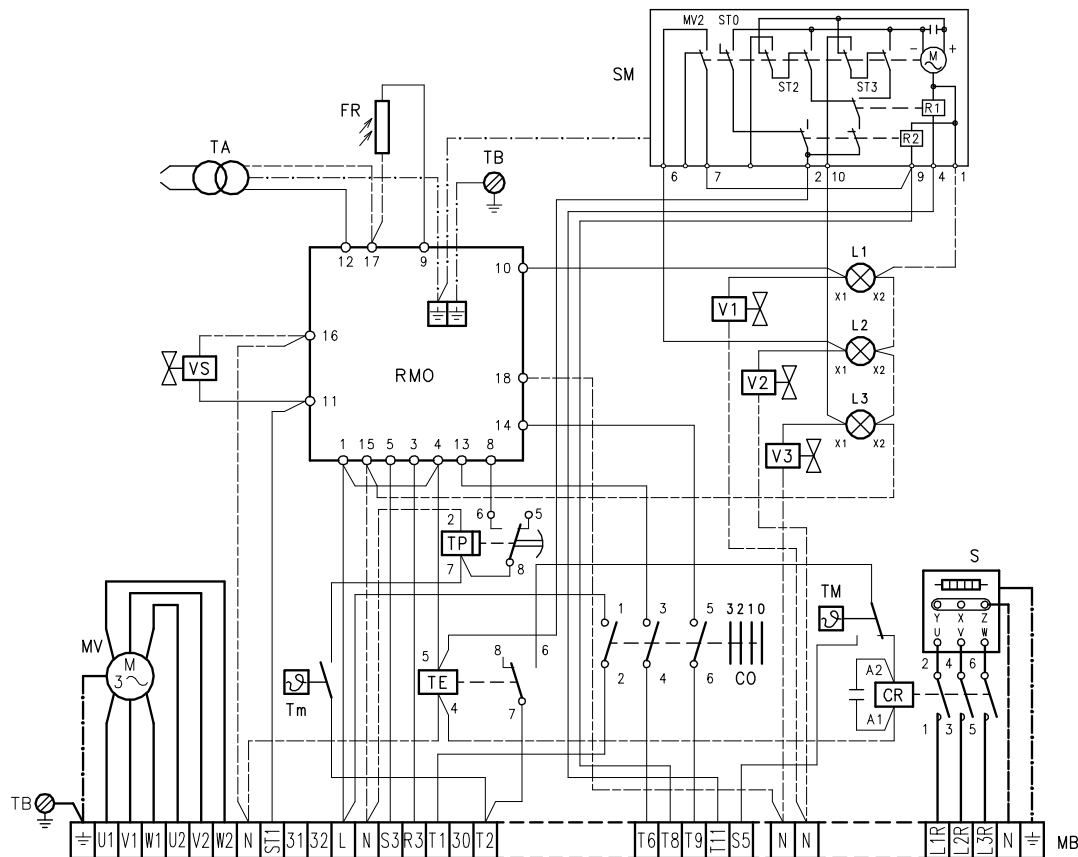 MV2 ST0
SM
- M +
ST2 ST3
R1
R2
6 7 2 10 9 4 1
FR
TA
TB
12 17 9
10
L1
X1 X2
V1
16
L2
X1 X2
V2
VS
RMO
18
11
L3
X1 X2
V3
14
1 15 5 3 4 13 8
6 5
2
TP
7 8
S
Y X Z
U V W
TM
1 3 5 3 2 1 0
MV
M
3
Tm
5
TE
4
8 6
7
2 4 6
CO
A2
CR
A1
2 4 6
1 3 5
TB
U1 V1 W1 U2 V2 W2 N ST1 31 32 L N S3 R3 T1 30 T2 T6 T8 T9 T11 S5 N N L1R L2R L3R N
MB